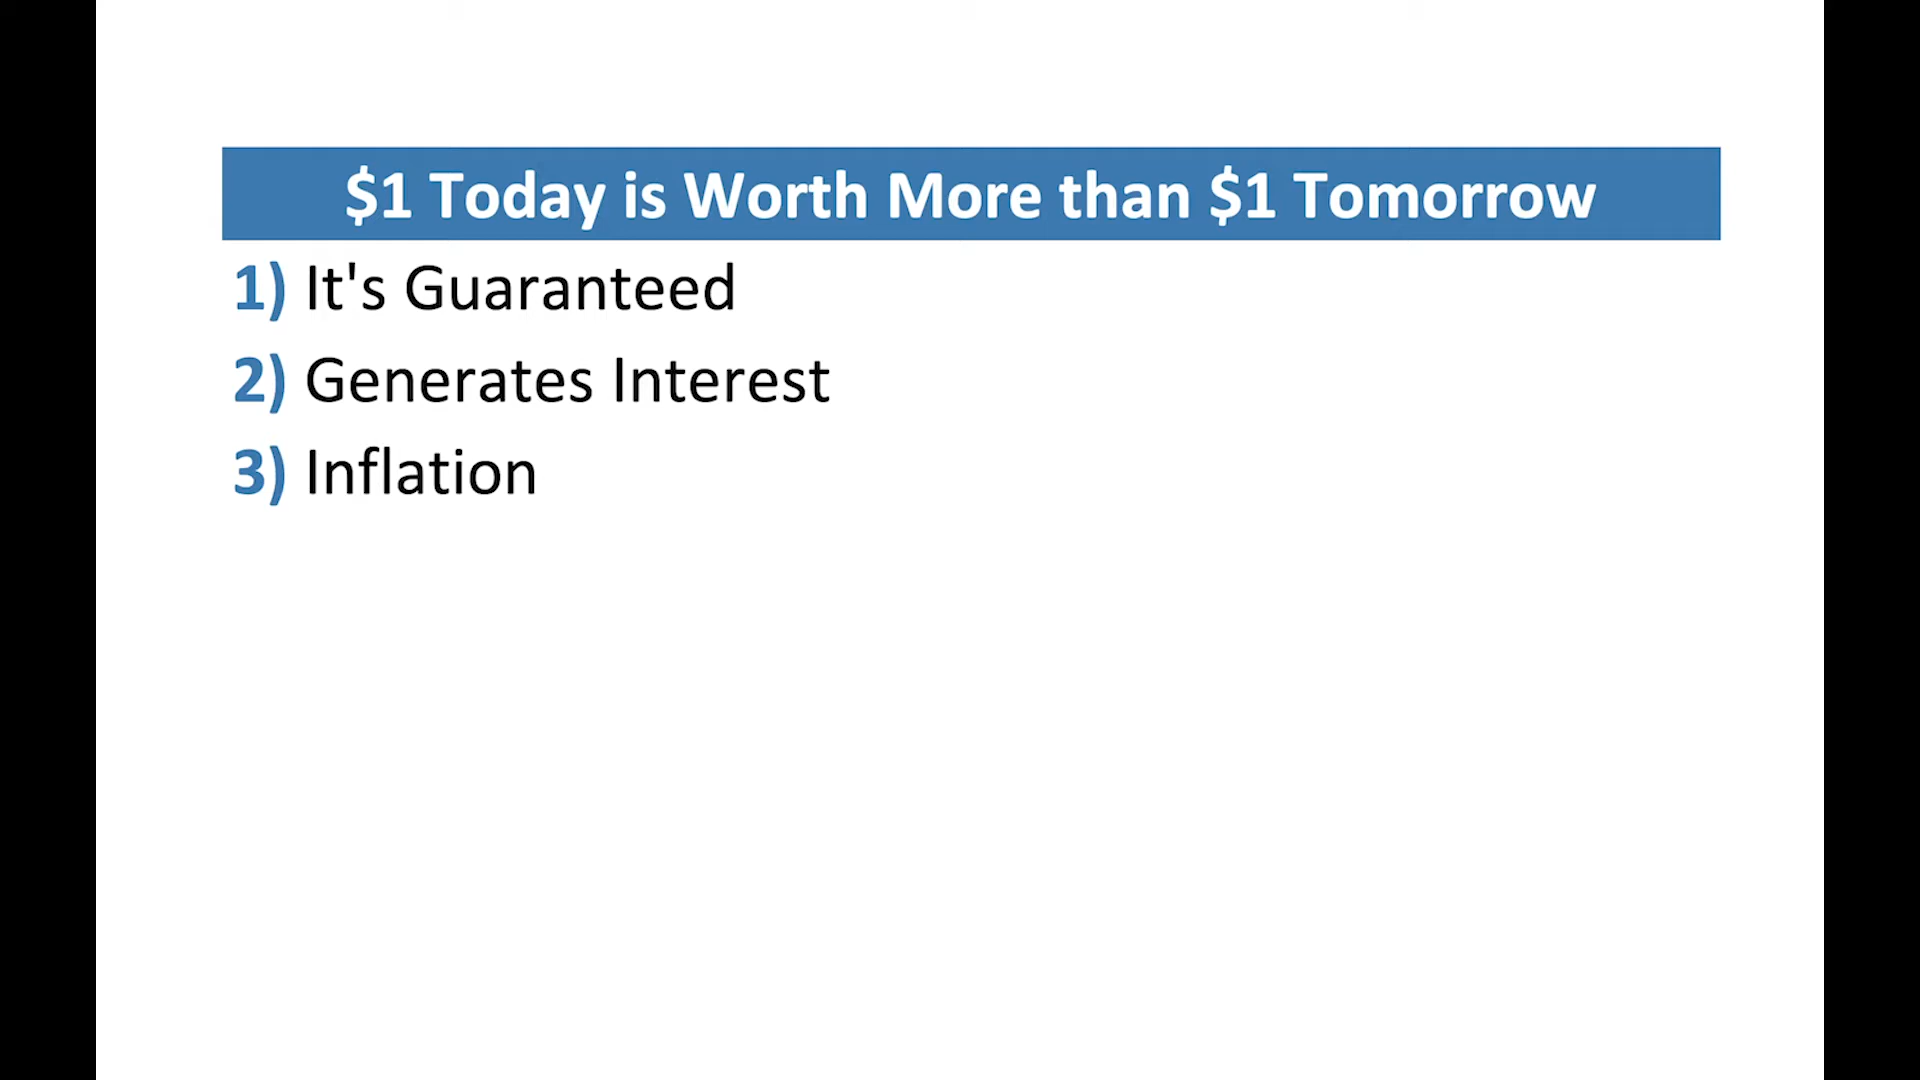 $1 Today is Worth More than $1 Tomorrow
1) It's Guaranteed
2) Generates Interest
3) Inflation